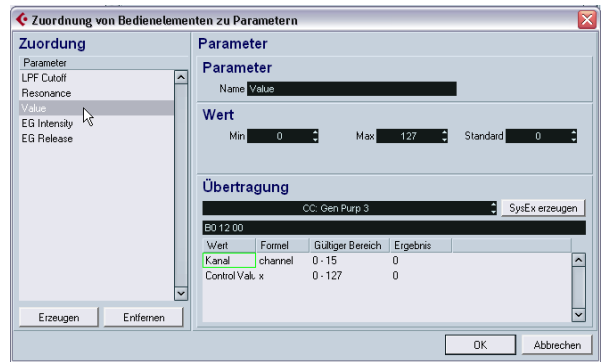 Zuordnung von Bedienelementen zu Parametern
Zuordung
Parameter
LPF Cutoff
Resonance
Value
EG Intensity
EG Release
Erzeugen
Entfernen
Parameter
Parameter
Name Value
Wert
Min 0 Max 127 Standard 0
Übertragung
CC: Gen Purp 3 SysEx erzeugen
B0 12 00
Wert Formel Gültiger Bereich Ergebnis
Kanal channel 0 - 15 0
Control Valu x 0 - 127 0
OK Abbrechen